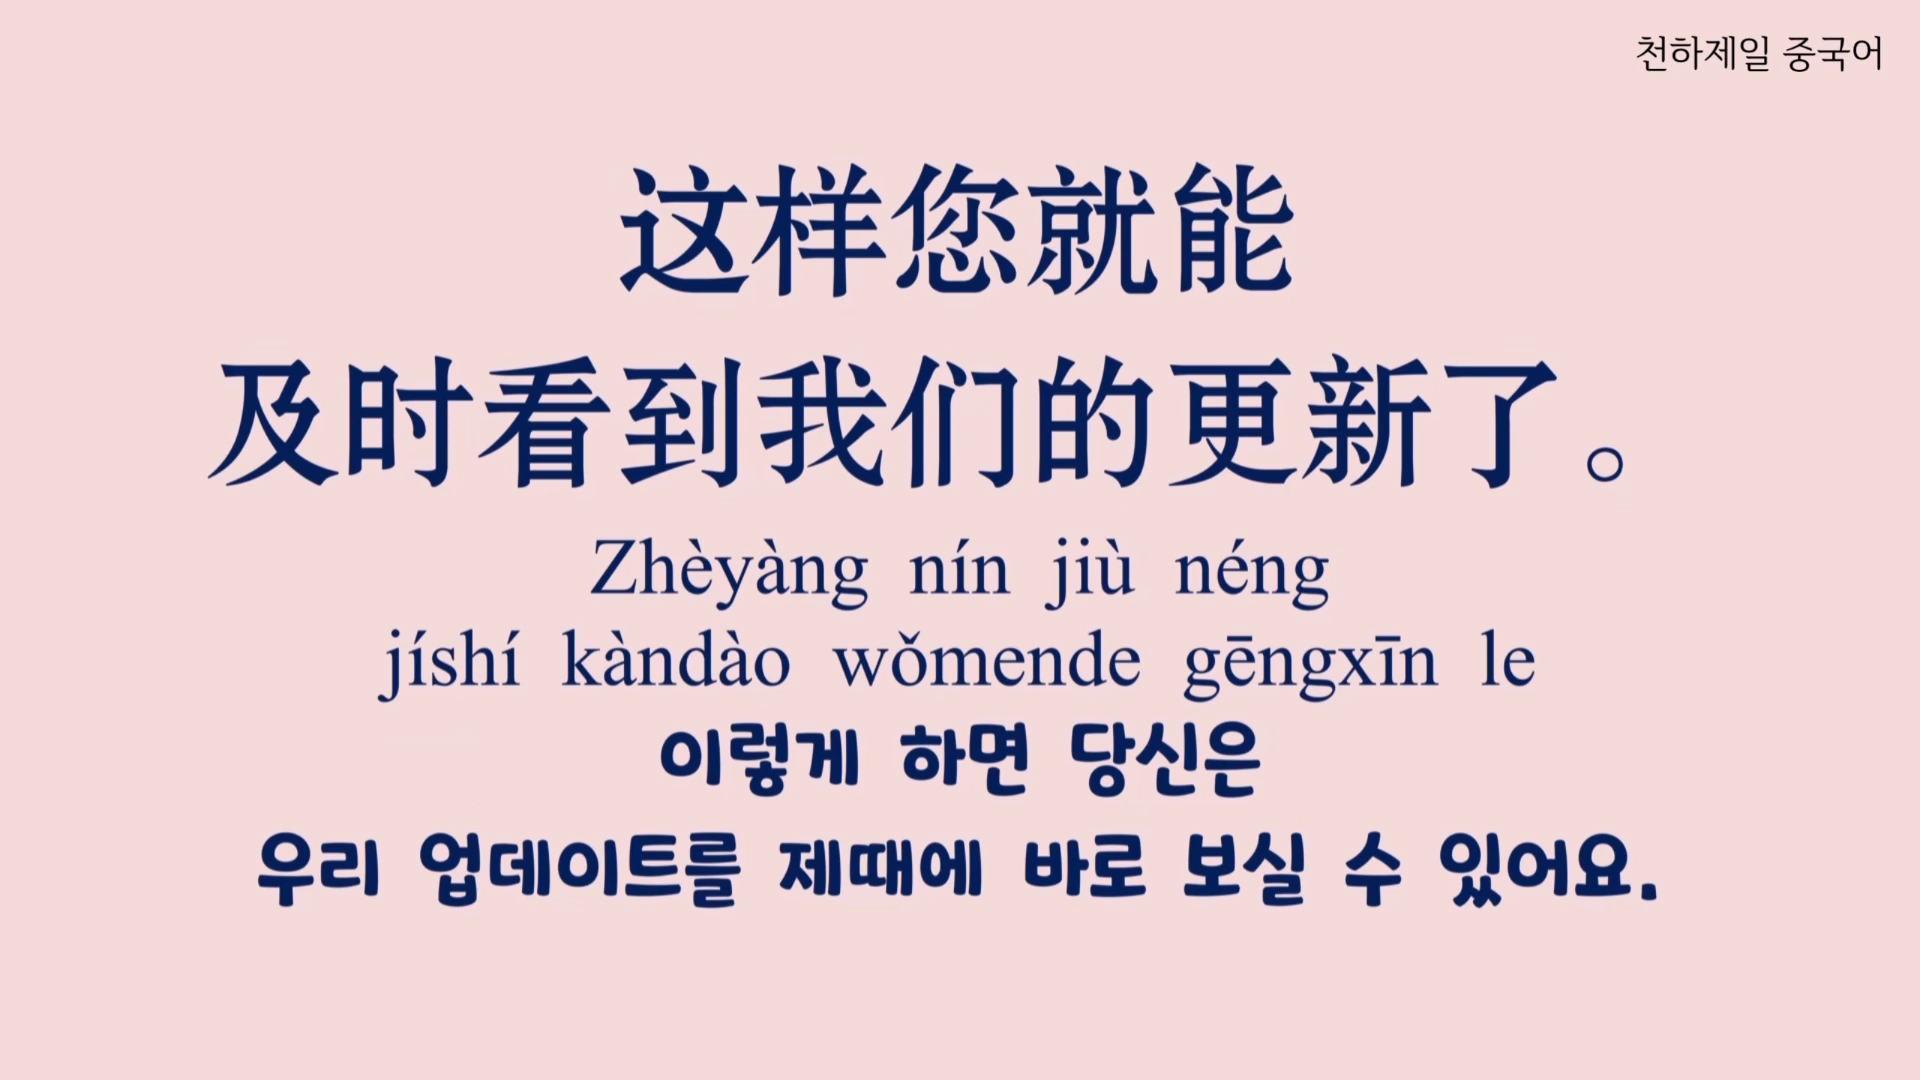 천하제일 중국어
这样您就能
及时看到我们的更新了。
Zhèyàng nín jiù néng
jíshí kàndào wǒmende gēngxīn le
이렇게 하면 당신은
우리 업데이트를 제때에 바로 보실 수 있어요.